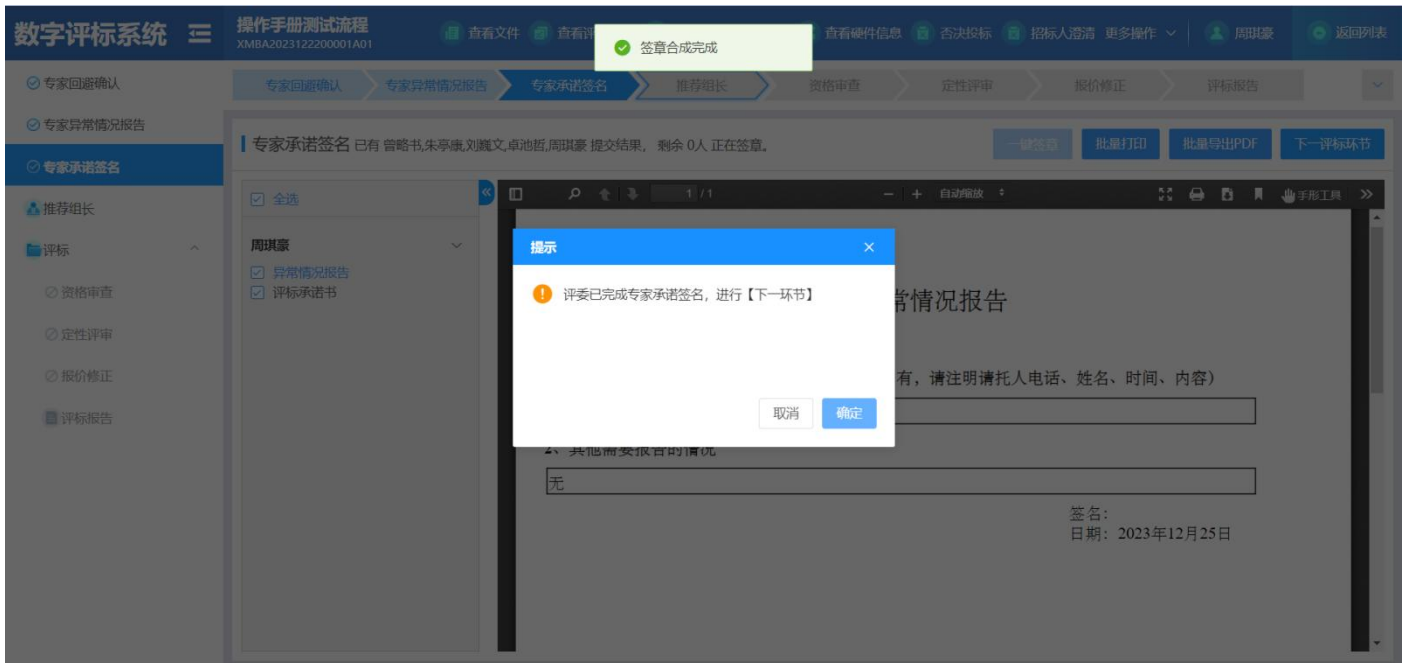 数字评标系统
操作手册测试流程
XMBA2023122200001A01
查看文件
查看评
签章合成完成
查看硬件信息
否决投标
招标人澄清
更多操作
周琪豪
返回列表
专家回避确认
专家异常情况报告
专家承诺签名
推荐组长
评标
资格审查
定性评审
报价修正
评标报告
专家回避确认
专家异常情况报告
专家承诺签名
推荐组长
资格审查
定性评审
报价修正
评标报告
专家承诺签名 已有 曾略书,朱亭康,刘巍文,卓池哲,周琪豪 提交结果， 剩余 0人 正在签章。
一键签章
批量打印
批量导出PDF
下一评标环节
全选
周琪豪
异常情况报告
评标承诺书
1 / 1
自动缩放
手形工具
提示
评委已完成专家承诺签名，进行【下一环节】
取消
确定
常情况报告
有，请注明请托人电话、姓名、时间、内容）
2、其他需要报告的情况
无
签名：
日期：2023年12月25日